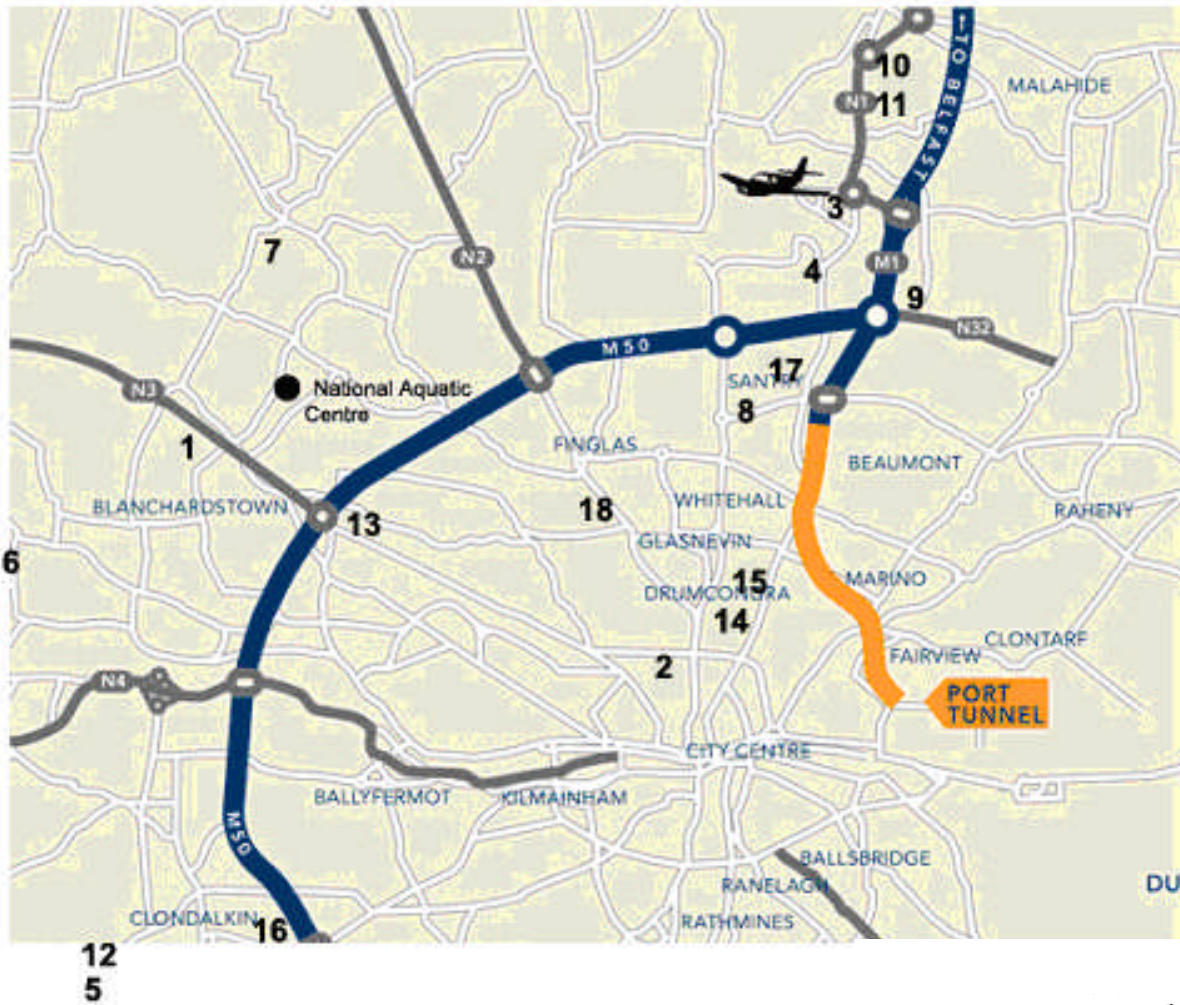 TO BELFAST
10
MALAHIDE
N1
11
3
7
N2
4
M1
9
N32
M50
17
SANTRY
N3
National Aquatic
Centre
8
1
FINGLAS
BEAUMONT
BLANCHARDSTOWN
13
18
WHITEHALL
RAHENY
GLASNEVIN
6
15
MARINO
DRUMCONDRA
14
CLONTARF
2
FAIRVIEW
N4
PORT
TUNNEL
CITY CENTRE
BALLYFERMOT
KILMAINHAM
M50
BALLSBRIDGE
RANELAGH
DU
CLONDALKIN
16
RATHMINES
12
5